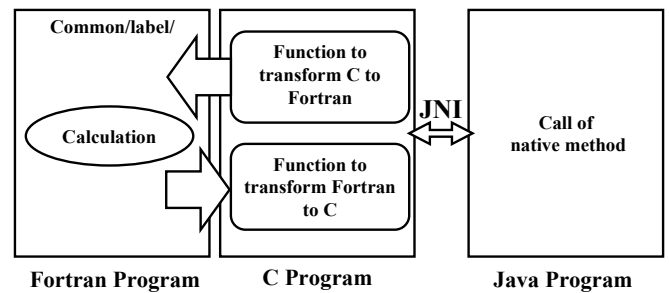 Common/label/
Calculation
Function to
transform C to
Fortran
Function to
transform Fortran
to C
JNI
Call of
native method
Fortran Program
C Program
Java Program